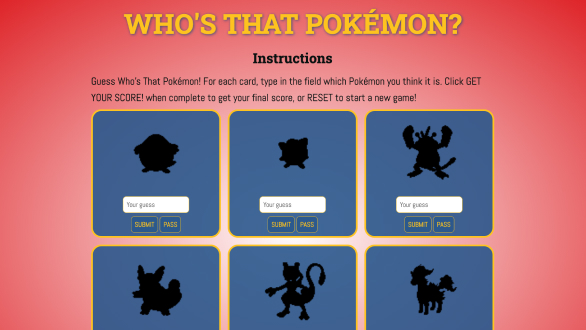 WHO'S THAT POKÉMON?
Instructions
Guess Who's That Pokémon! For each card, type in the field which Pokémon you think it is. Click GET
YOUR SCORE! when complete to get your final score, or RESET to start a new game!
Your guess Your guess Your guess
SUBMIT PASS SUBMIT PASS SUBMIT PASS